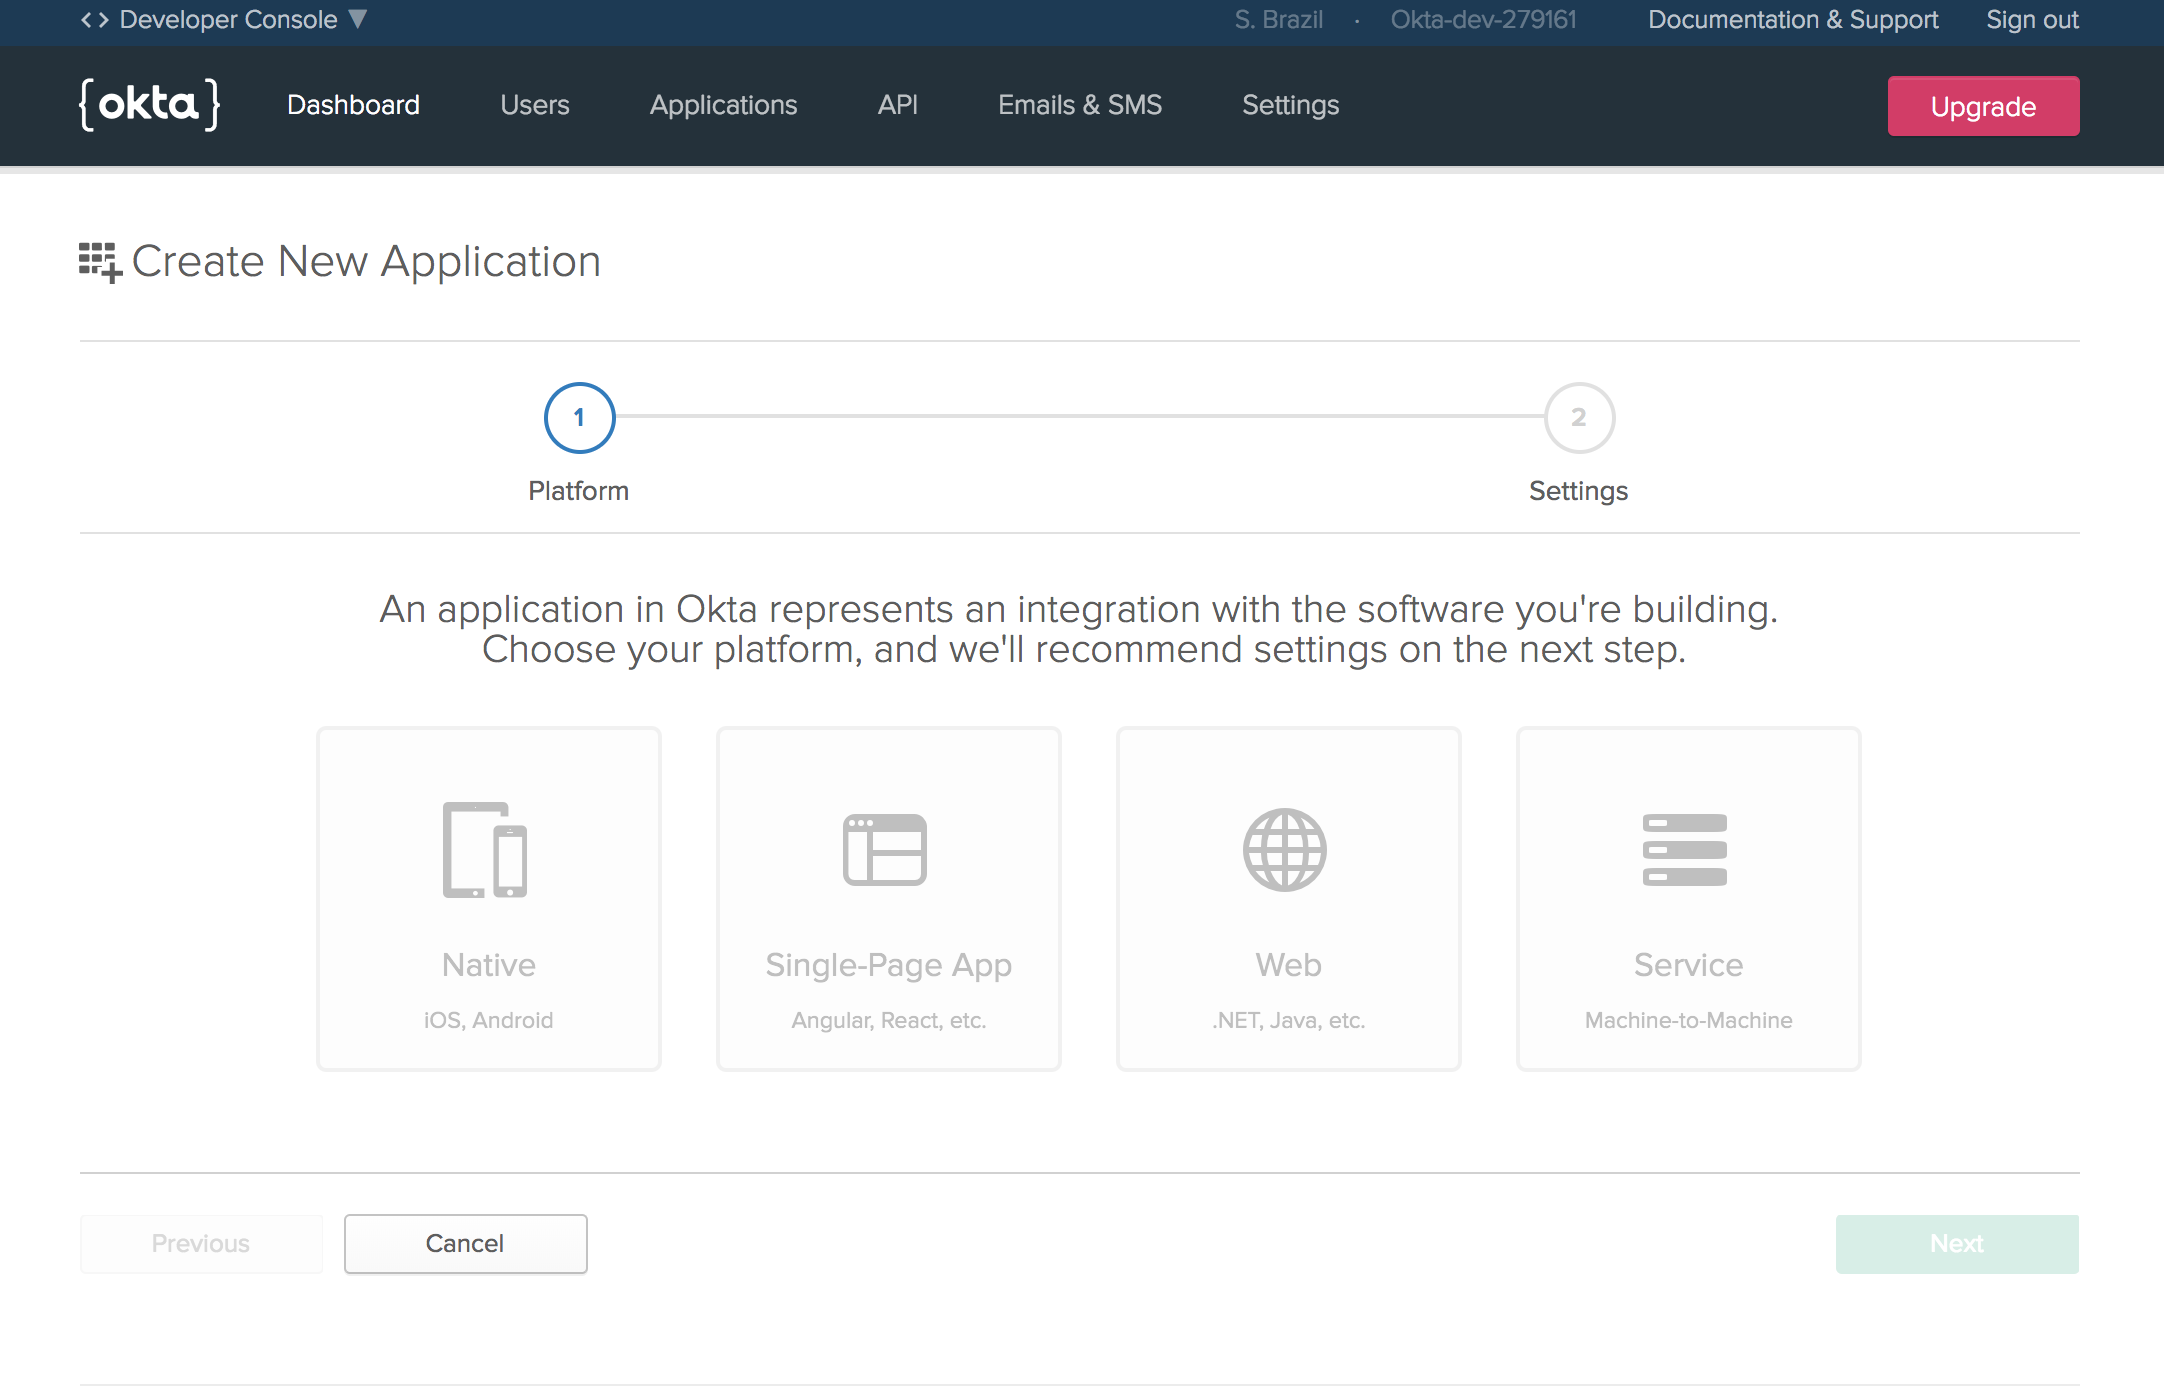 <> Developer Console ▼
S. Brazil · Okta-dev-279161 Documentation & Support Sign out
{okta} Dashboard Users Applications API Emails & SMS Settings Upgrade
Create New Application
1 2
Platform Settings
An application in Okta represents an integration with the software you're building.
Choose your platform, and we'll recommend settings on the next step.
Native Single-Page App Web Service
iOS, Android Angular, React, etc. .NET, Java, etc. Machine-to-Machine
Previous Cancel Next